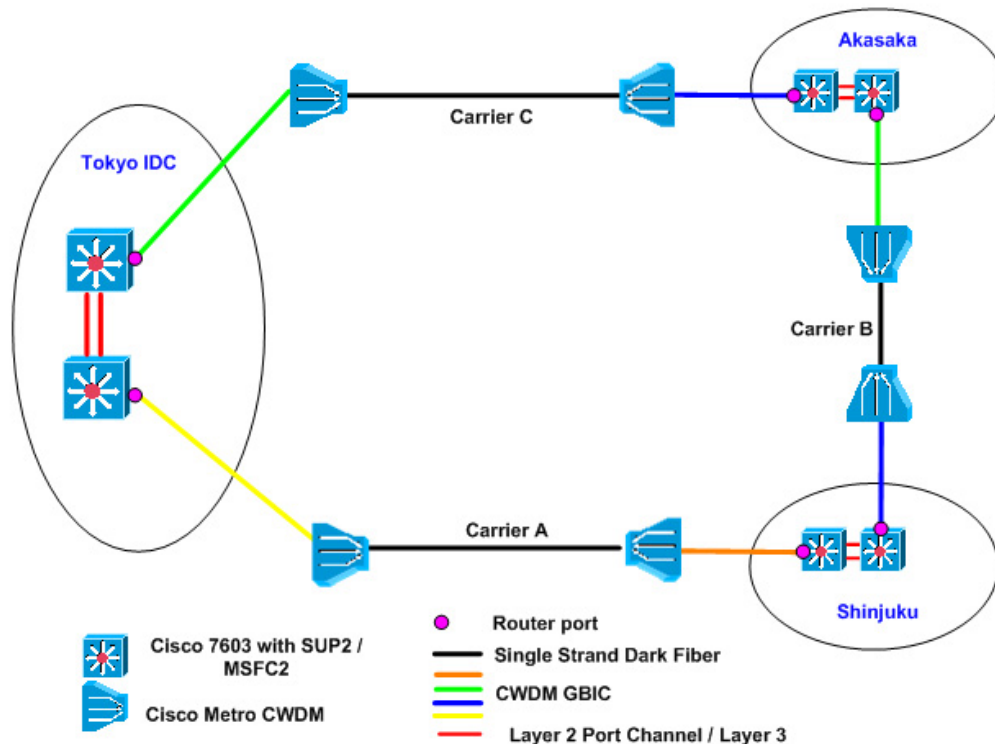 Akasaka
Carrier C
Tokyo IDC
Carrier B
Carrier A
Shinjuku
Cisco 7603 with SUP2 /
MSFC2
Cisco Metro CWDM
Router port
Single Strand Dark Fiber
CWDM GBIC
Layer 2 Port Channel / Layer 3